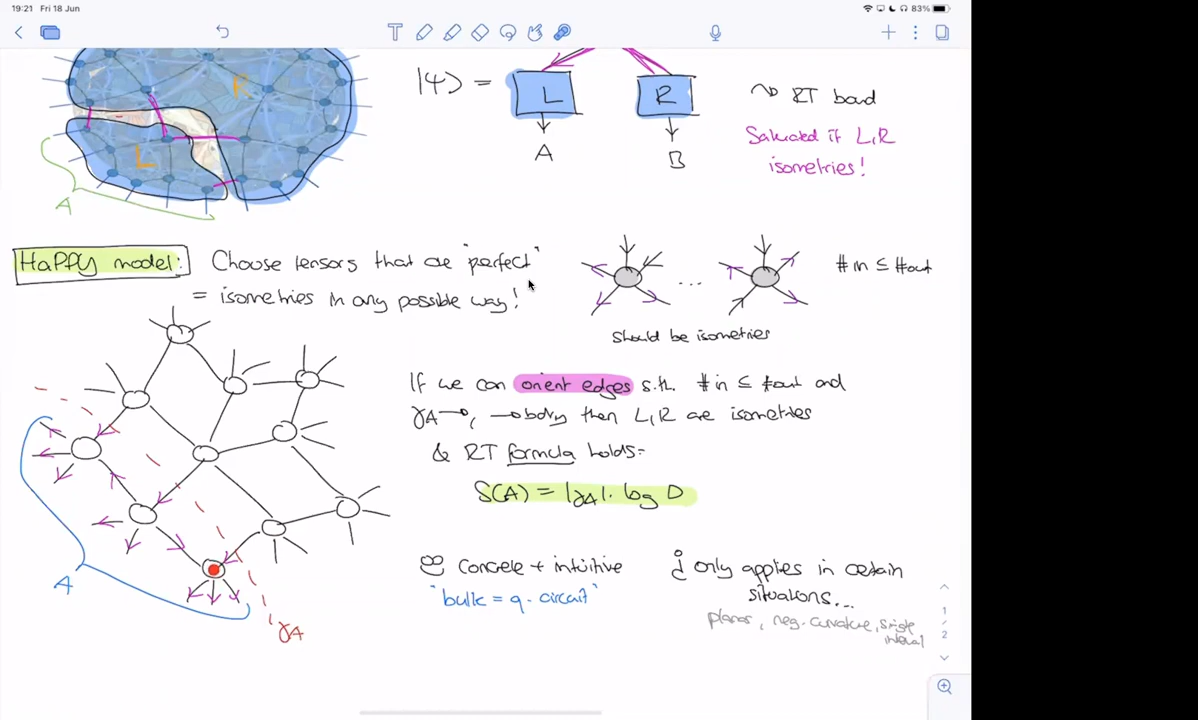 19:21 Fri 18 Jun
83%
R
L
A
|ψ⟩ =
L
R
A
B
~> RT bound
Saturated if L,R
isometries!
HaPPY model:
Choose tensors that are "perfect"
= isometries in any possible way!
...
# in ≤ #out
should be isometries
If we can orient edges s.th. # in ≤ #out and
γA→, →bdry then L,R are isometries
& RT formula holds:
S(A) = |γA|· log D
A
γA
concrete + intuitive
"bulk = q. circuit"
only applies in certain
situations...
planar, neg. curvature, single
interval
1
/
2